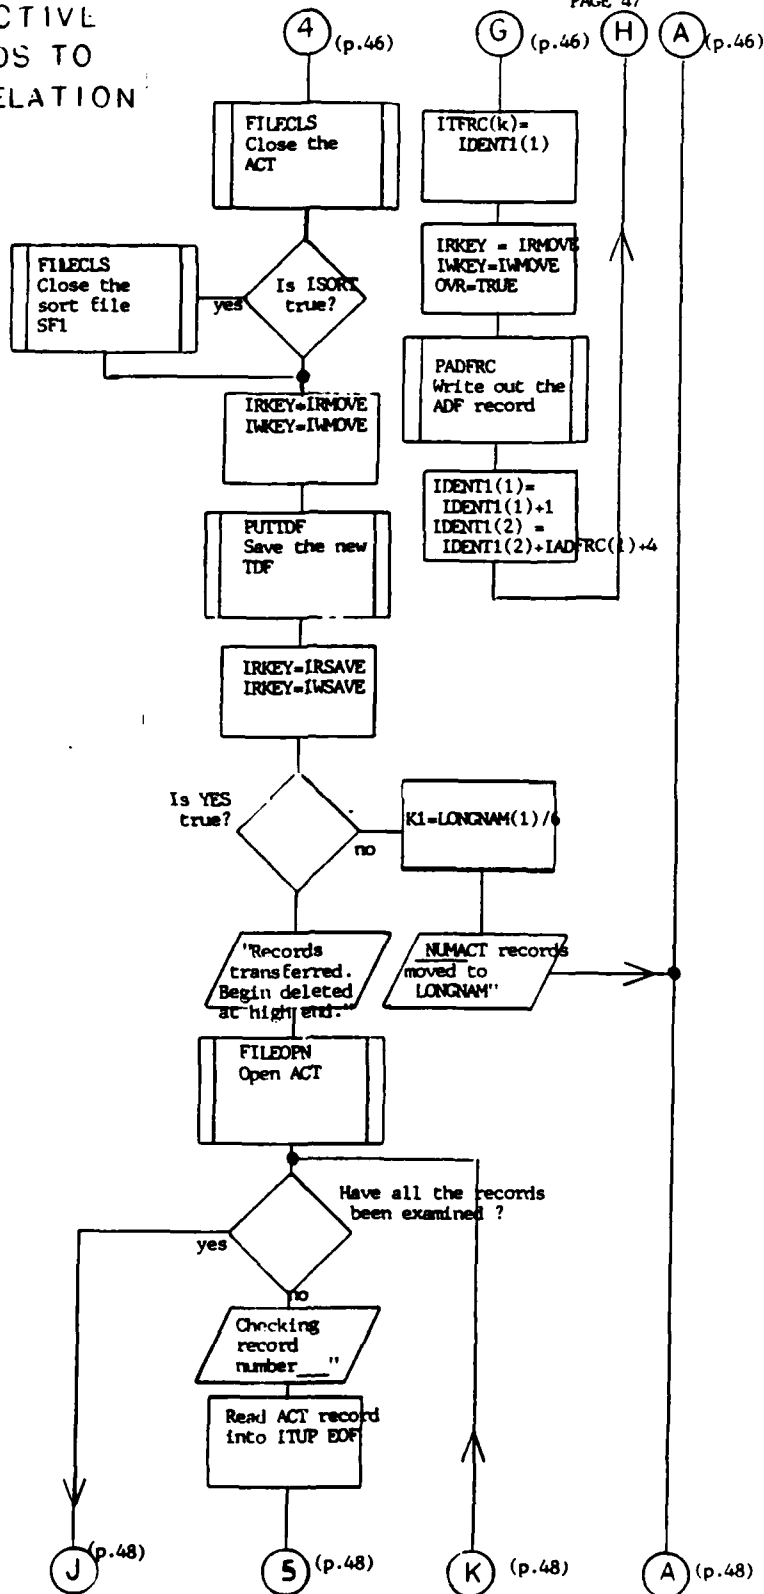 PAGE 47
CTIVE
DS TO
ELATION
4
(p.46)
G
(p.46)
H
A
(p.46)
FILECLS
Close the
ACT
ITFRC(k)=
IDENT1(1)
IRKEY = IRMOVE
IWKEY=IWMOVE
OVR=TRUE
FILECLS
Close the
sort file
SF1
yes
Is ISORT
true?
PADFRC
Write out the
ADF record
IRKEY=IRMOVE
IWKEY=IWMOVE
IDENT1(1)=
IDENT1(1)+1
IDENT1(2) =
IDENT1(2)+IADFRC(1)+4
PUTTDF
Save the new
TDF
IRKEY=IRSAVE
IRKEY=IWSAVE
Is YES
true?
no
K1=LONGNAM(1)/6
"Records
transferred.
Begin deleted
at high end."
NUMACT records
moved to
LONGNAM"
FILEOPN
Open ACT
Have all the records
been examined ?
yes
no
Checking
record
number___"
Read ACT record
into ITUP EOF
J
(p.48)
5
(p.48)
K
(p.48)
A
(p.48)